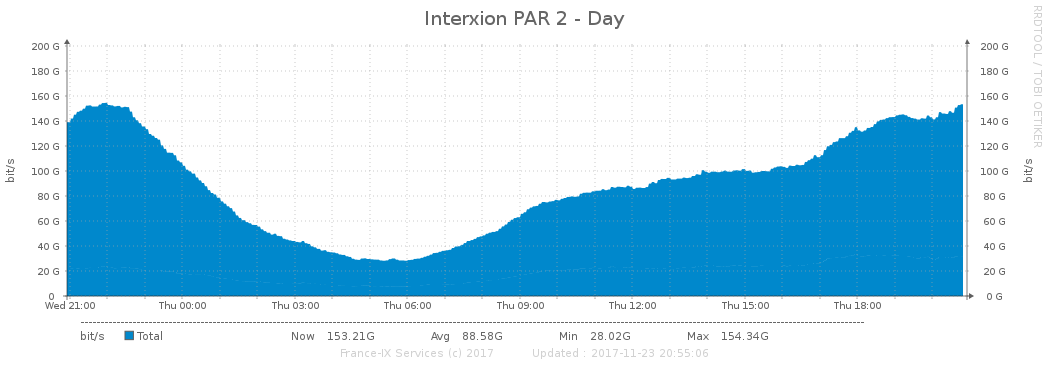 Interxion PAR 2 - Day
RRDTOOL / TOBI OETIKER
bit/s
200 G 200 G
180 G 180 G
160 G 160 G
140 G 140 G
120 G 120 G
100 G 100 G
80 G 80 G
60 G 60 G
40 G 40 G
20 G 20 G
0 0 G
bit/s
Wed 21:00 Thu 00:00 Thu 03:00 Thu 06:00 Thu 09:00 Thu 12:00 Thu 15:00 Thu 18:00
bit/s Total Now 153.21G Avg 88.58G Min 28.02G Max 154.34G
France-IX Services (c) 2017 Updated : 2017-11-23 20:55:06